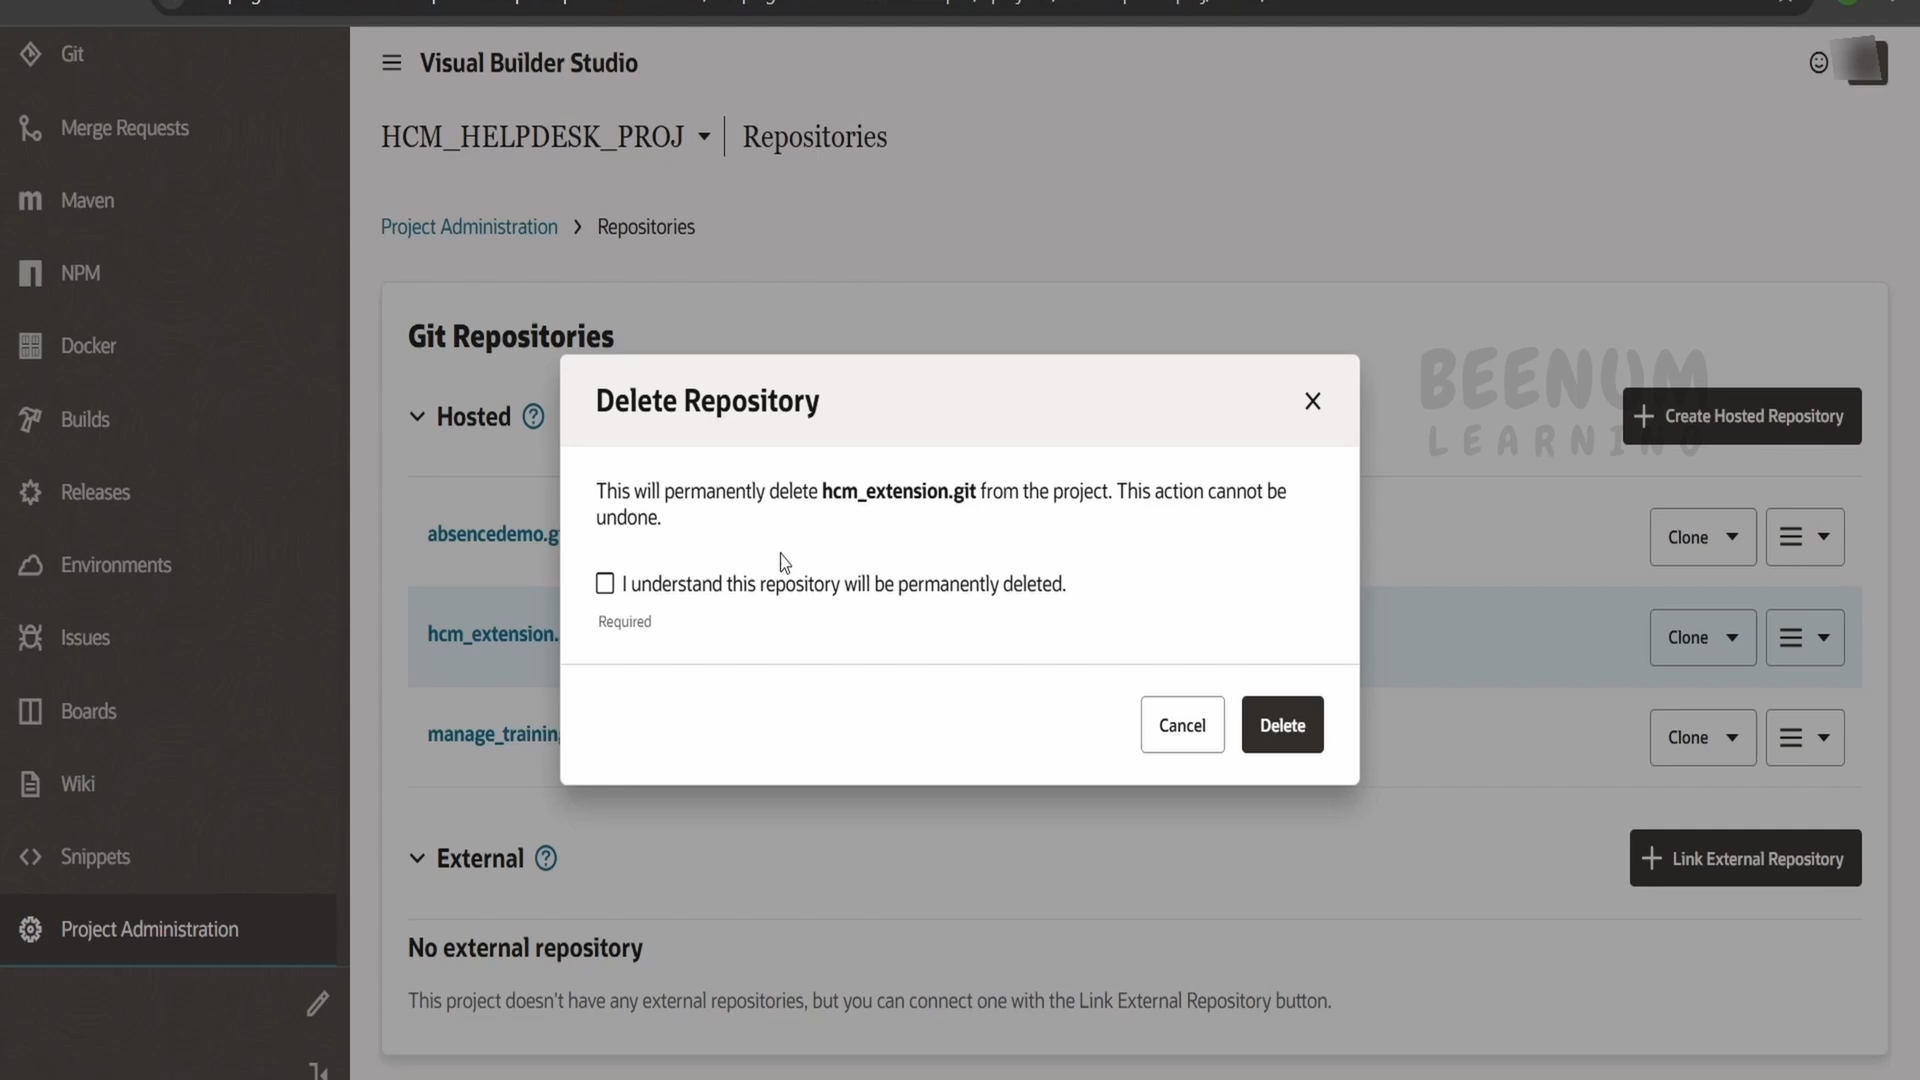 Git
Merge Requests
Maven
NPM
Docker
Builds
Releases
Environments
Issues
Boards
Wiki
Snippets
Project Administration
Visual Builder Studio
HCM_HELPDESK_PROJ
Repositories
Project Administration
Repositories
Git Repositories
Hosted
BEENUM
LEARNING
Create Hosted Repository
absencedemo.g
Clone
hcm_extension.
Clone
manage_training
Clone
Delete Repository
This will permanently delete hcm_extension.git from the project. This action cannot be
undone.
I understand this repository will be permanently deleted.
Required
Cancel
Delete
External
Link External Repository
No external repository
This project doesn't have any external repositories, but you can connect one with the Link External Repository button.